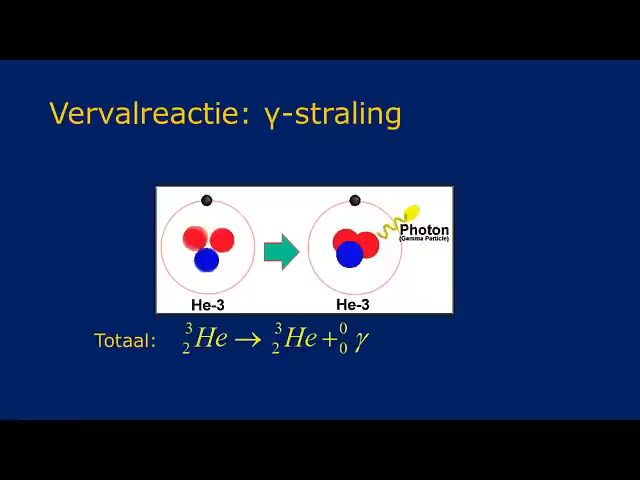 Vervalreactie: γ-straling
Photon
(Gamma Particle)
He-3 He-3
Totaal: ³₂He → ³₂He + ⁰₀γ